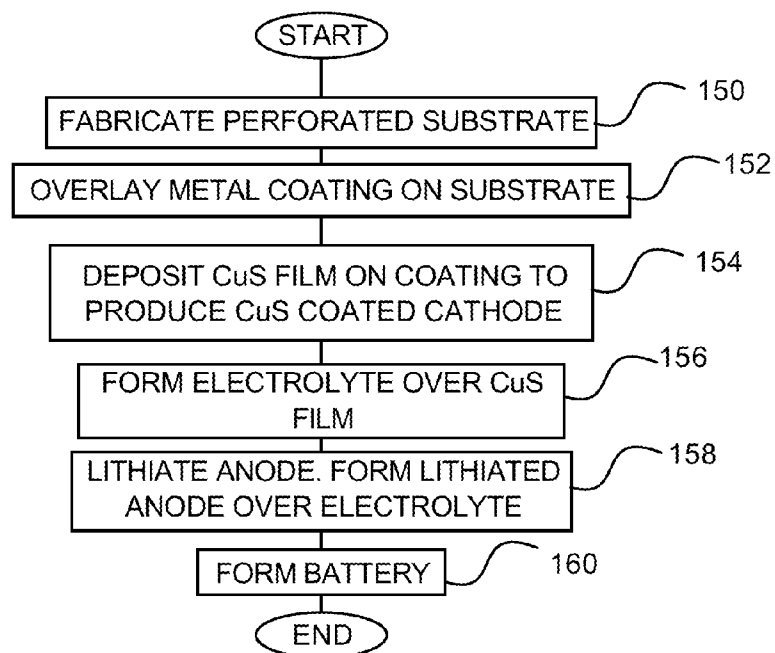 START
150
FABRICATE PERFORATED SUBSTRATE
152
OVERLAY METAL COATING ON SUBSTRATE
154
DEPOSIT CuS FILM ON COATING TO
PRODUCE CuS COATED CATHODE
156
FORM ELECTROLYTE OVER CuS
FILM
158
LITHIATE ANODE. FORM LITHIATED
ANODE OVER ELECTROLYTE
160
FORM BATTERY
END